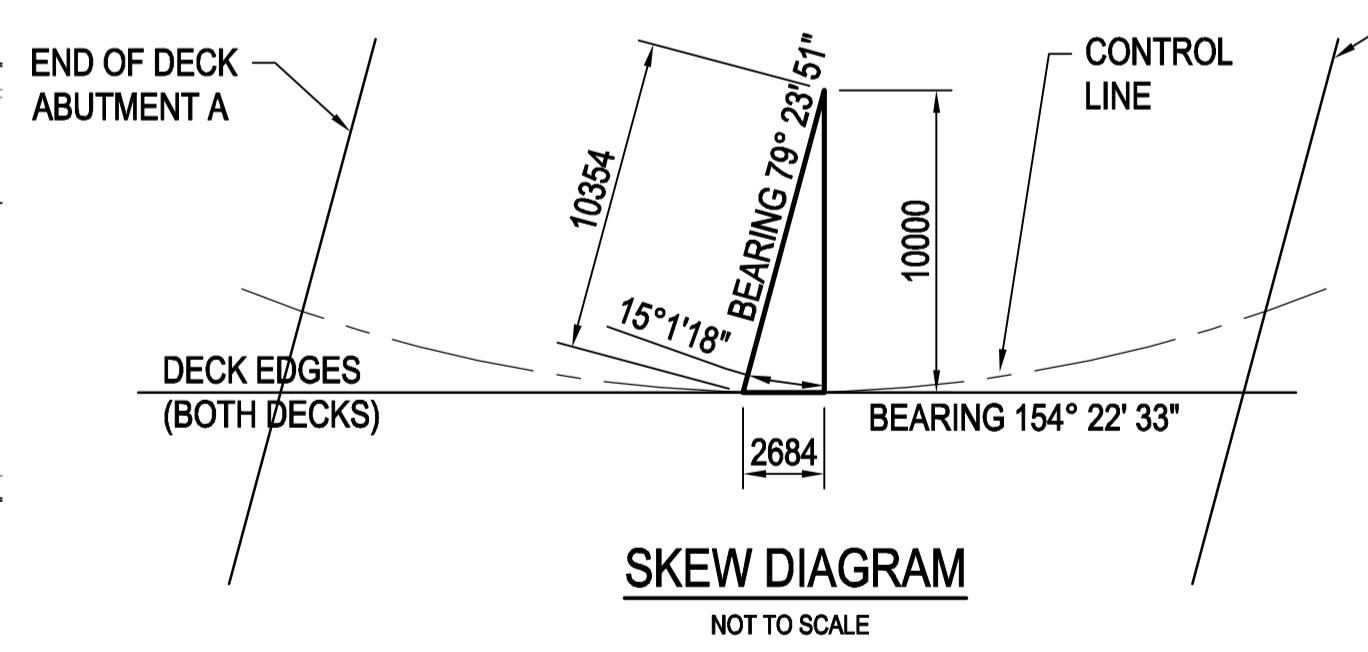 END OF DECK
ABUTMENT A
CONTROL
LINE
10354
BEARING 79° 23' 51"
10000
15°1'18"
DECK EDGES
(BOTH DECKS)
BEARING 154° 22' 33"
2684
SKEW DIAGRAM
NOT TO SCALE